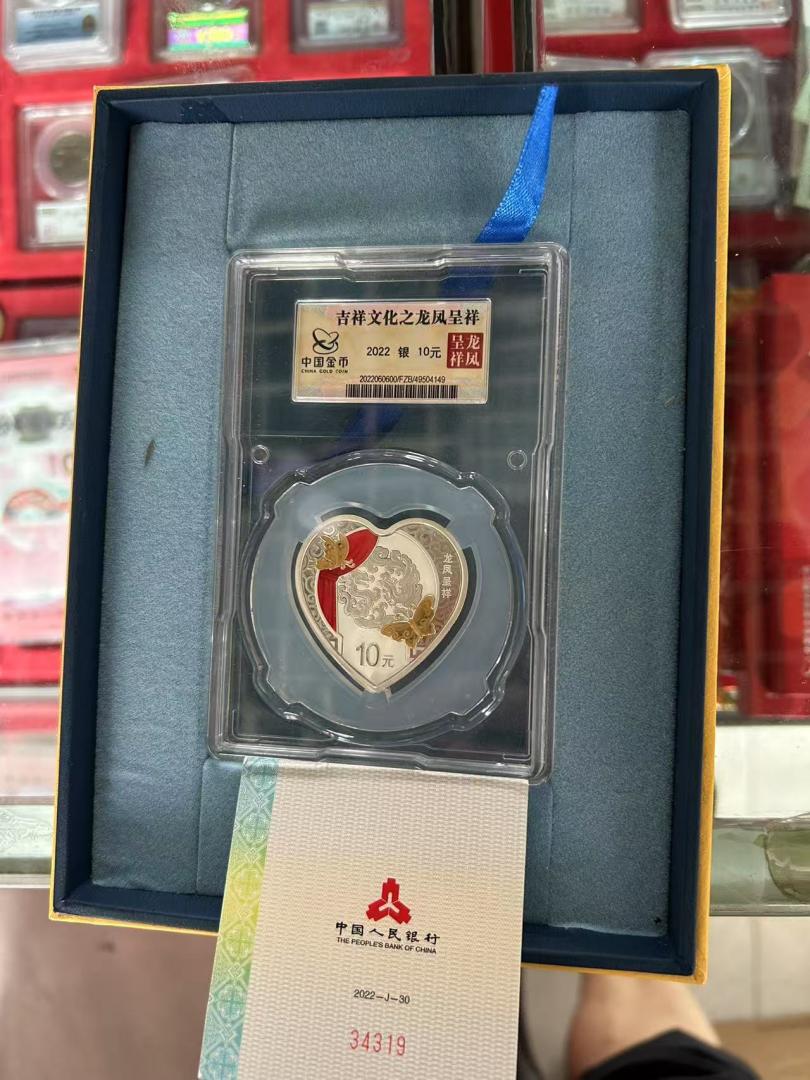 吉祥文化之龙凤呈祥
中国金币
CHINA GOLD COIN
2022 银 10元
龙凤呈祥
2022060600/FZB/49504149
龙凤呈祥
10元
中国人民银行
THE PEOPLE'S BANK OF CHINA
2022-J-30
34319